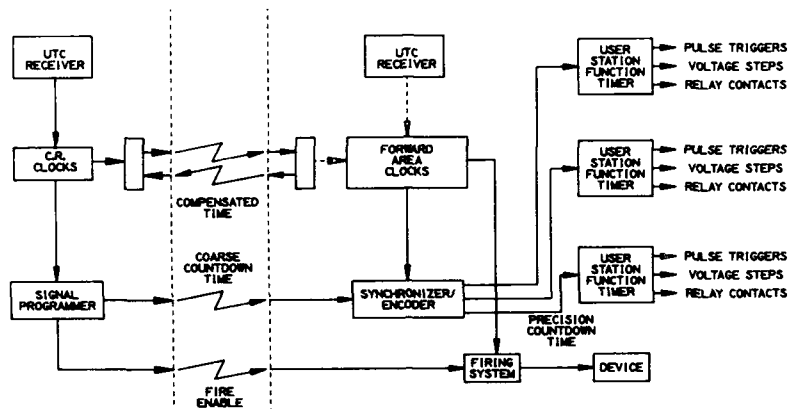 UTC
RECEIVER
UTC
RECEIVER
USER
STATION
FUNCTION
TIMER
PULSE TRIGGERS
VOLTAGE STEPS
RELAY CONTACTS
C.R.
CLOCKS
COMPENSATED
TIME
FORWARD
AREA
CLOCKS
USER
STATION
FUNCTION
TIMER
PULSE TRIGGERS
VOLTAGE STEPS
RELAY CONTACTS
SIGNAL
PROGRAMMER
COARSE
COUNTDOWN
TIME
SYNCHRONIZER/
ENCODER
USER
STATION
FUNCTION
TIMER
PULSE TRIGGERS
VOLTAGE STEPS
RELAY CONTACTS
PRECISION
COUNTDOWN
TIME
FIRE
ENABLE
FIRING
SYSTEM
DEVICE